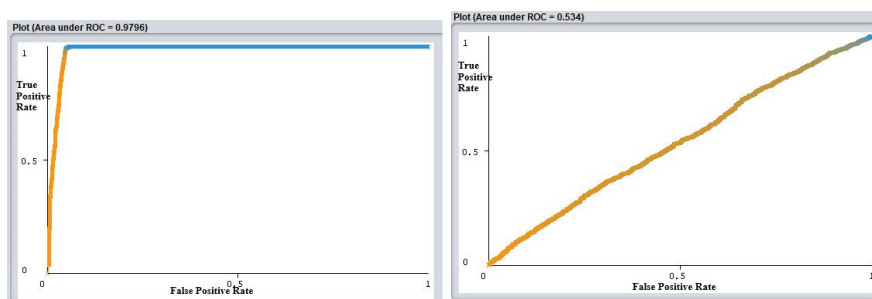 Plot (Area under ROC = 0.9796)
1
True
Positive
Rate
0.5
0
0
0.5
1
False Positive Rate
Plot (Area under ROC = 0.534)
1
True
Positive
Rate
0.5
0
0
0.5
1
False Positive Rate